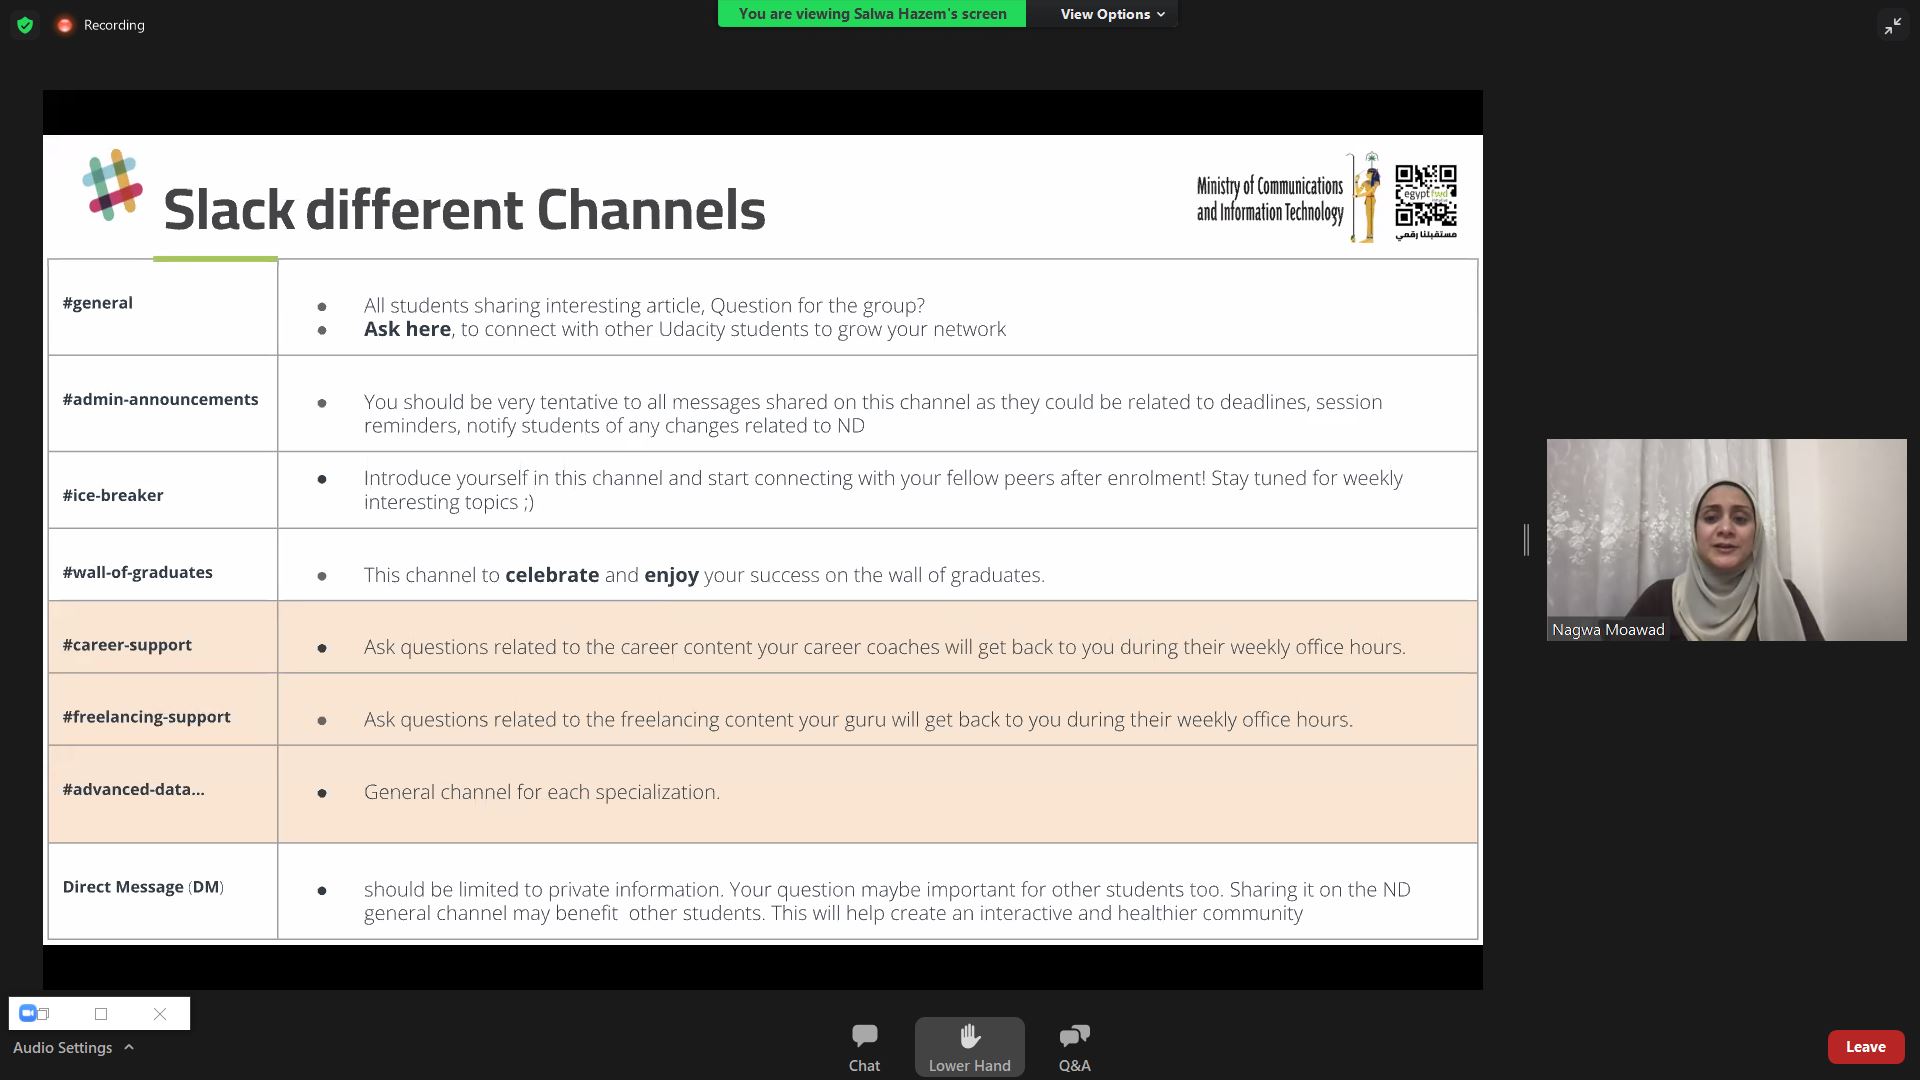 Recording
You are viewing Salwa Hazem's screen
View Options
Slack different Channels
Ministry of Communications
and Information Technology
egypt fwd
مستقبلنا رقمي
#general
All students sharing interesting article, Question for the group?
Ask here, to connect with other Udacity students to grow your network
#admin-announcements
You should be very tentative to all messages shared on this channel as they could be related to deadlines, session
reminders, notify students of any changes related to ND
#ice-breaker
Introduce yourself in this channel and start connecting with your fellow peers after enrolment! Stay tuned for weekly
interesting topics ;)
#wall-of-graduates
This channel to celebrate and enjoy your success on the wall of graduates.
#career-support
Ask questions related to the career content your career coaches will get back to you during their weekly office hours.
#freelancing-support
Ask questions related to the freelancing content your guru will get back to you during their weekly office hours.
#advanced-data...
General channel for each specialization.
Direct Message (DM)
should be limited to private information. Your question maybe important for other students too. Sharing it on the ND
general channel may benefit  other students. This will help create an interactive and healthier community
Nagwa Moawad
Audio Settings
Chat
Lower Hand
Q&A
Leave